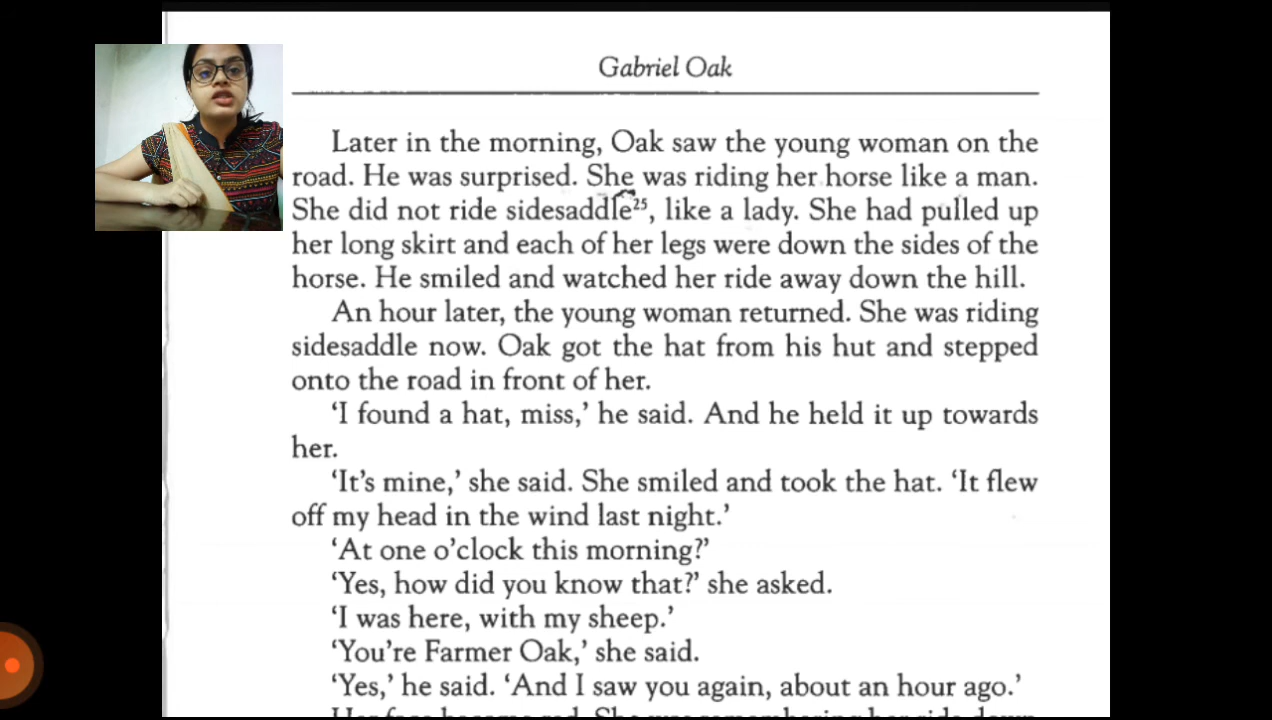 Gabriel Oak
Later in the morning, Oak saw the young woman on the
road. He was surprised. She was riding her horse like a man.
She did not ride sidesaddle²⁵, like a lady. She had pulled up
her long skirt and each of her legs were down the sides of the
horse. He smiled and watched her ride away down the hill.
An hour later, the young woman returned. She was riding
sidesaddle now. Oak got the hat from his hut and stepped
onto the road in front of her.
‘I found a hat, miss,’ he said. And he held it up towards
her.
‘It’s mine,’ she said. She smiled and took the hat. ‘It flew
off my head in the wind last night.’
‘At one o’clock this morning?’
‘Yes, how did you know that?’ she asked.
‘I was here, with my sheep.’
‘You’re Farmer Oak,’ she said.
‘Yes,’ he said. ‘And I saw you again, about an hour ago.’